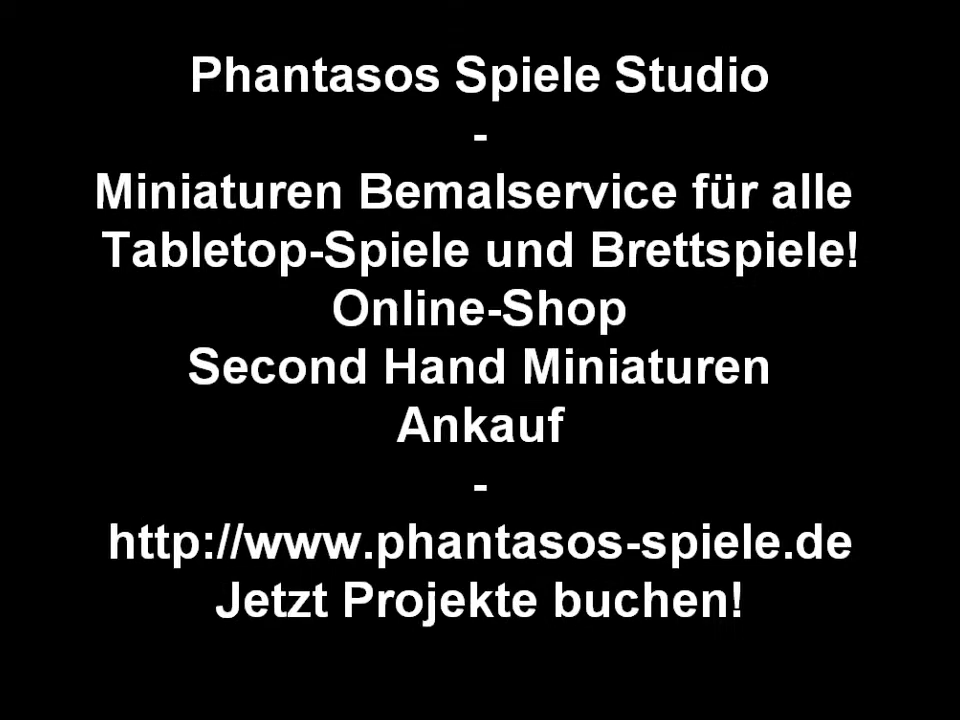 Phantasos Spiele Studio
-
Miniaturen Bemalservice für alle
Tabletop-Spiele und Brettspiele!
Online-Shop
Second Hand Miniaturen
Ankauf
-
http://www.phantasos-spiele.de
Jetzt Projekte buchen!